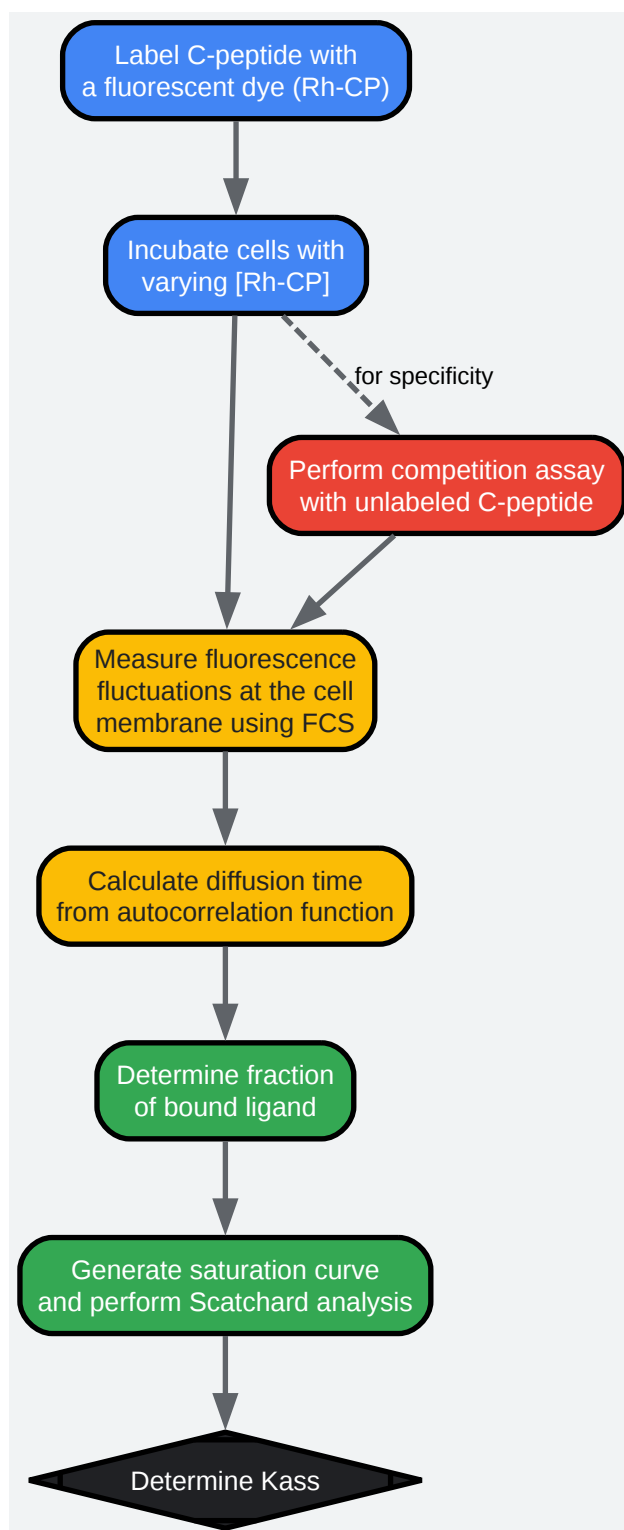 Label C-peptide with
a fluorescent dye (Rh-CP)
Incubate cells with
varying [Rh-CP]
for specificity
Perform competition assay
with unlabeled C-peptide
Measure fluorescence
fluctuations at the cell
membrane using FCS
Calculate diffusion time
from autocorrelation function
Determine fraction
of bound ligand
Generate saturation curve
and perform Scatchard analysis
Determine Kass